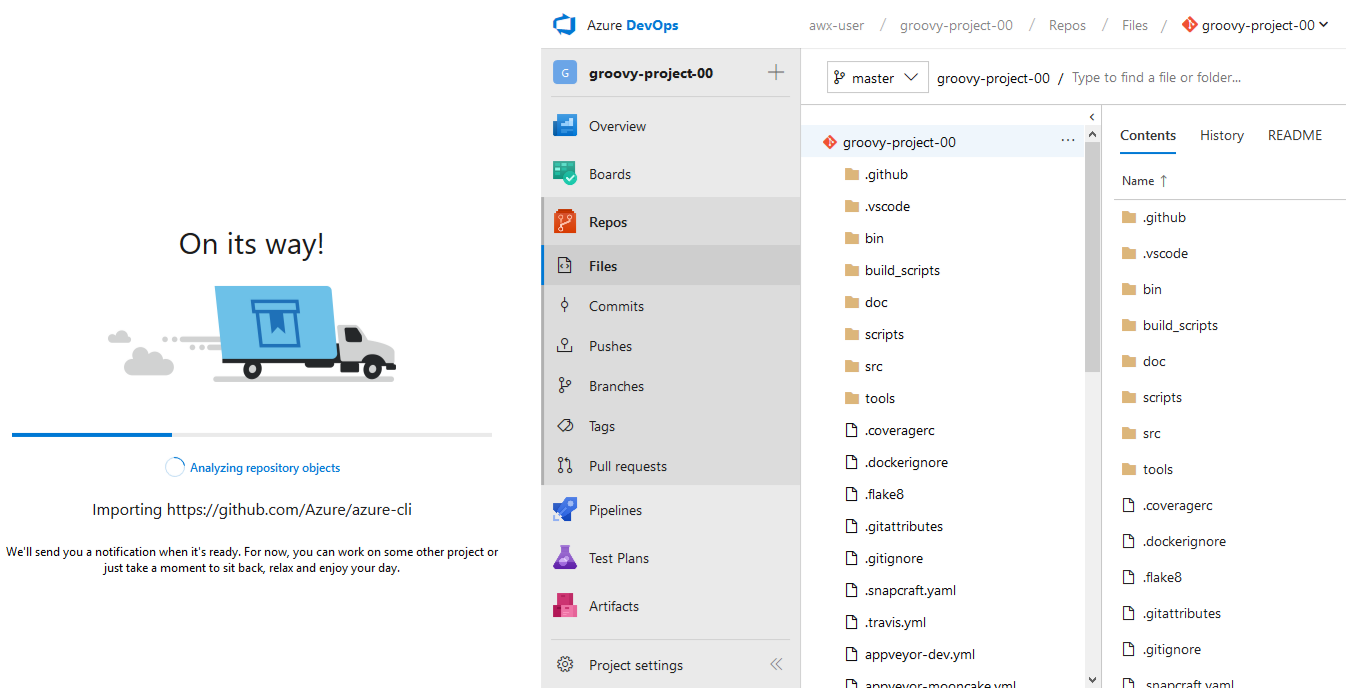 On its way!
Analyzing repository objects
Importing https://github.com/Azure/azure-cli
We'll send you a notification when it's ready. For now, you can work on some other project or
just take a moment to sit back, relax and enjoy your day.
Azure DevOps
awx-user / groovy-project-00 / Repos / Files / groovy-project-00
G groovy-project-00
Overview
Boards
Repos
Files
Commits
Pushes
Branches
Tags
Pull requests
Pipelines
Test Plans
Artifacts
Project settings
master groovy-project-00 / Type to find a file or folder...
groovy-project-00 ...
.github
.vscode
bin
build_scripts
doc
scripts
src
tools
.coveragerc
.dockerignore
.flake8
.gitattributes
.gitignore
.snapcraft.yaml
.travis.yml
appveyor-dev.yml
appveyor-mooncake.yml
Contents History README
Name ↑
.github
.vscode
bin
build_scripts
doc
scripts
src
tools
.coveragerc
.dockerignore
.flake8
.gitattributes
.gitignore
.snapcraft.yaml